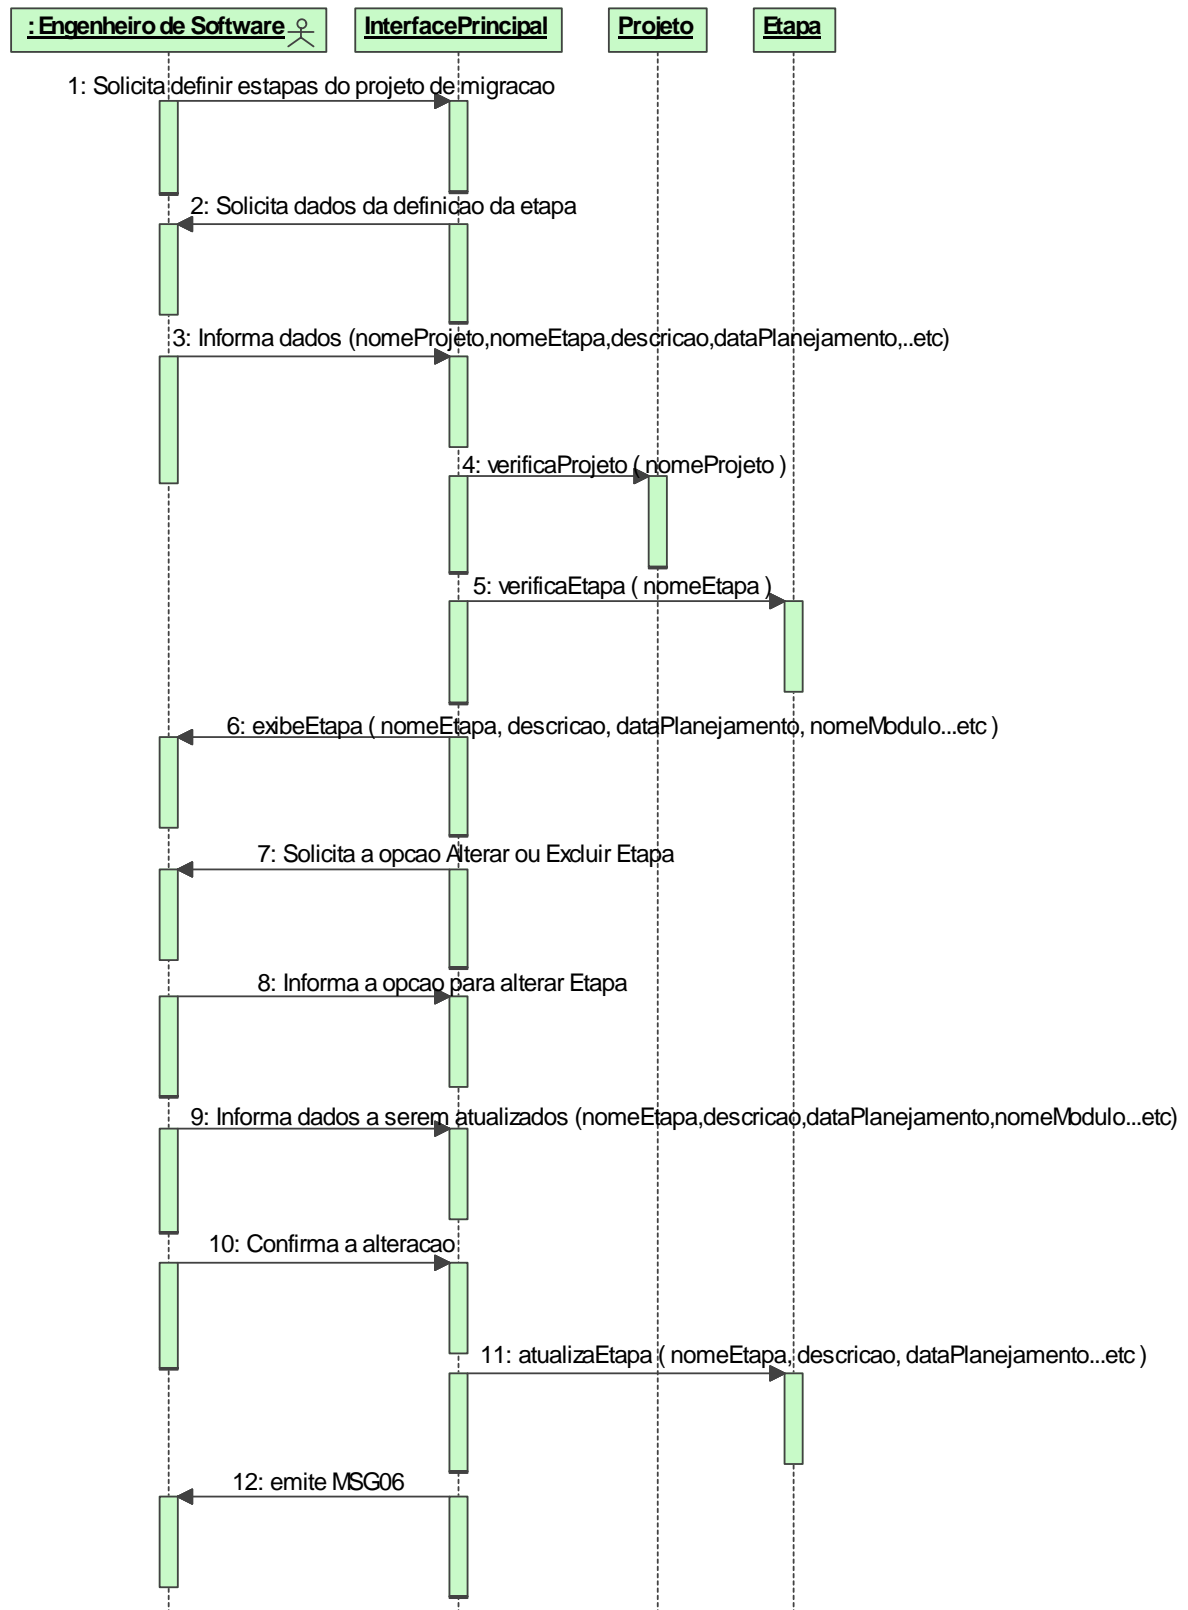 : Engenheiro de Software InterfacePrincipal Projeto Etapa
1: Solicita definir estapas do projeto de migracao
2: Solicita dados da definicao da etapa
3: Informa dados (nomeProjeto,nomeEtapa,descricao,dataPlanejamento,..etc)
4: verificaProjeto ( nomeProjeto )
5: verificaEtapa ( nomeEtapa )
6: exibeEtapa ( nomeEtapa, descricao, dataPlanejamento, nomeModulo...etc )
7: Solicita a opcao Alterar ou Excluir Etapa
8: Informa a opcao para alterar Etapa
9: Informa dados a serem atualizados (nomeEtapa,descricao,dataPlanejamento,nomeModulo...etc)
10: Confirma a alteracao
11: atualizaEtapa ( nomeEtapa, descricao, dataPlanejamento...etc )
12: emite MSG06